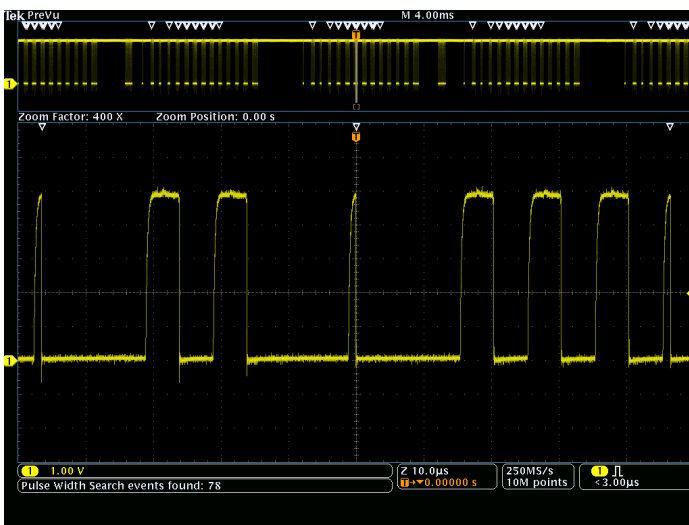 Tek PreVu M 4.00ms
T
1
Zoom Factor: 400 X Zoom Position: 0.00 s
T
1
1 1.00 V Z 10.0µs 250MS/s 1
Pulse Width Search events found: 78 T→▼0.00000 s 10M points <3.00µs